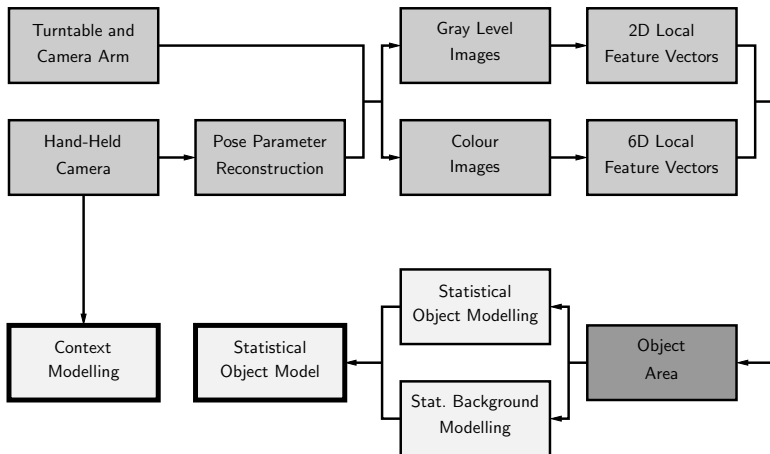 Turntable and
Camera Arm
Gray Level
Images
2D Local
Feature Vectors
Hand-Held
Camera
Pose Parameter
Reconstruction
Colour
Images
6D Local
Feature Vectors
Statistical
Object Modelling
Context
Modelling
Statistical
Object Model
Object
Area
Stat. Background
Modelling